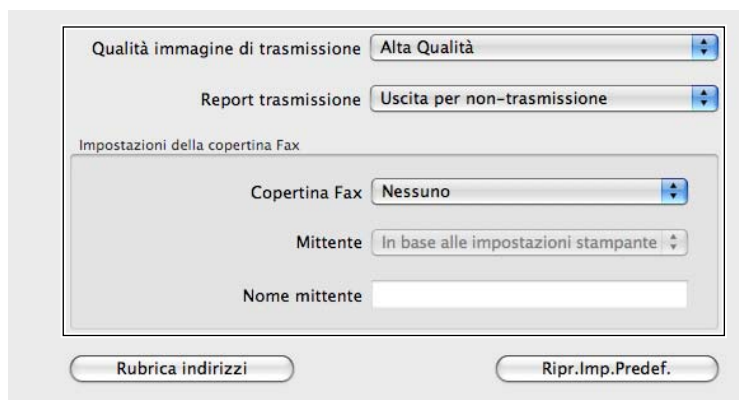 Qualità immagine di trasmissione Alta Qualità
Report trasmissione Uscita per non-trasmissione
Impostazioni della copertina Fax
Copertina Fax Nessuno
Mittente In base alle impostazioni stampante
Nome mittente
Rubrica indirizzi Ripr.Imp.Predef.